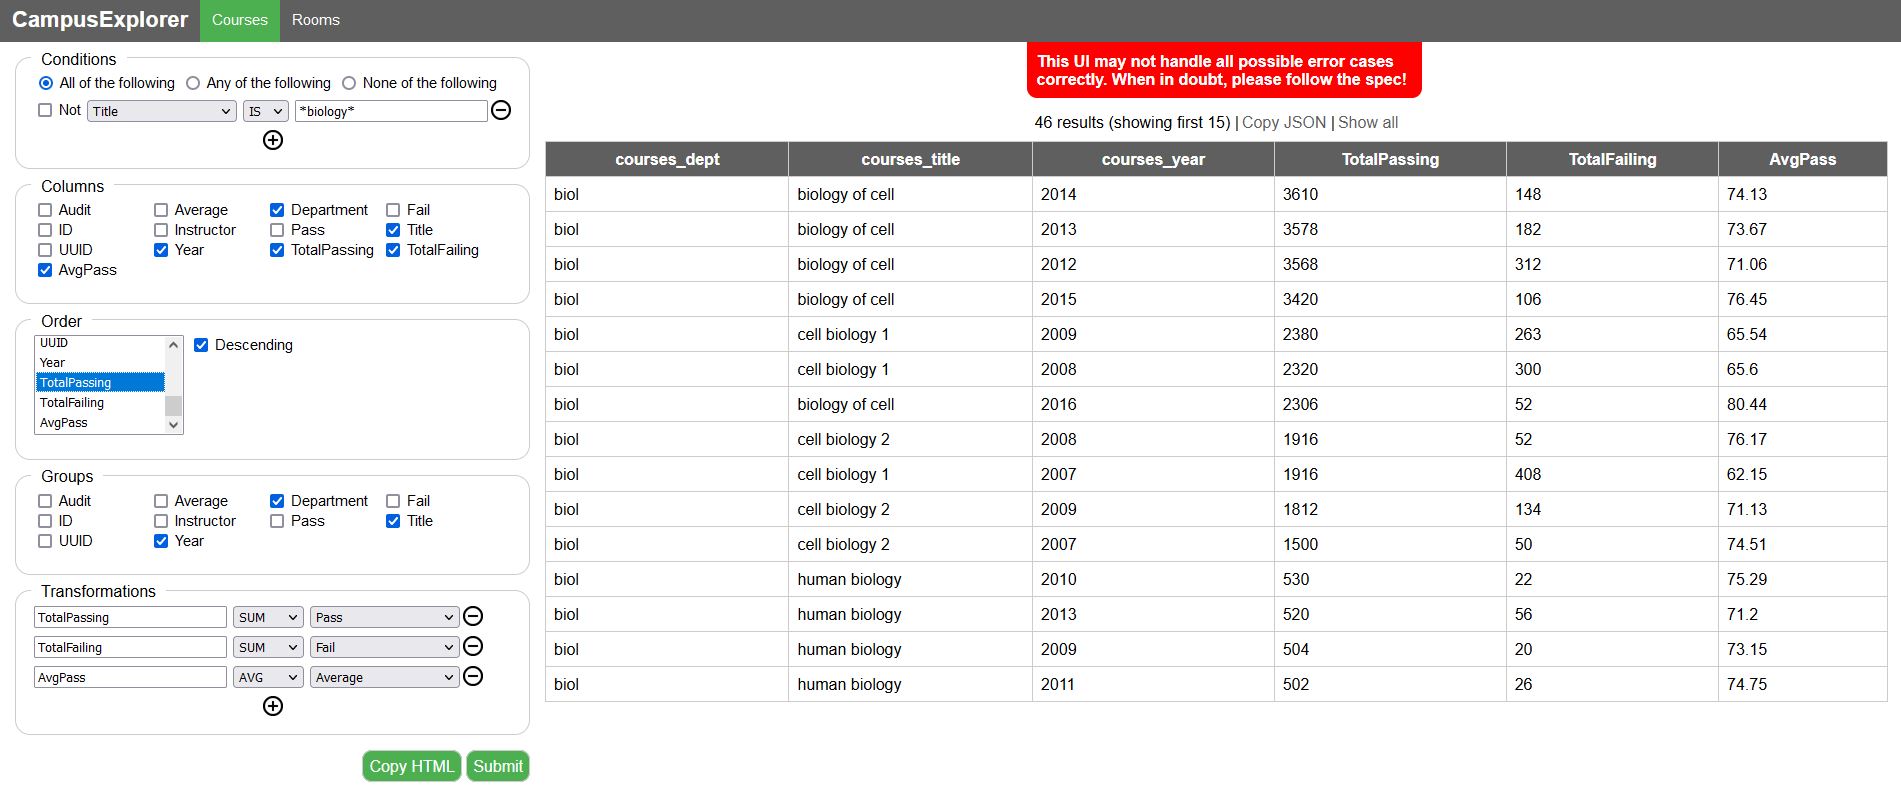 CampusExplorer Courses Rooms
Conditions
All of the following Any of the following None of the following
Not Title IS *biology*
Columns
Audit Average Department Fail
ID Instructor Pass Title
UUID Year TotalPassing TotalFailing
AvgPass
Order
UUID
Year
TotalPassing
TotalFailing
AvgPass
Descending
Groups
Audit Average Department Fail
ID Instructor Pass Title
UUID Year
Transformations
TotalPassing SUM Pass
TotalFailing SUM Fail
AvgPass AVG Average
Copy HTML Submit
This UI may not handle all possible error cases
correctly. When in doubt, please follow the spec!
46 results (showing first 15) | Copy JSON | Show all
courses_dept courses_title courses_year TotalPassing TotalFailing AvgPass
biol biology of cell 2014 3610 148 74.13
biol biology of cell 2013 3578 182 73.67
biol biology of cell 2012 3568 312 71.06
biol biology of cell 2015 3420 106 76.45
biol cell biology 1 2009 2380 263 65.54
biol cell biology 1 2008 2320 300 65.6
biol biology of cell 2016 2306 52 80.44
biol cell biology 2 2008 1916 52 76.17
biol cell biology 1 2007 1916 408 62.15
biol cell biology 2 2009 1812 134 71.13
biol cell biology 2 2007 1500 50 74.51
biol human biology 2010 530 22 75.29
biol human biology 2013 520 56 71.2
biol human biology 2009 504 20 73.15
biol human biology 2011 502 26 74.75